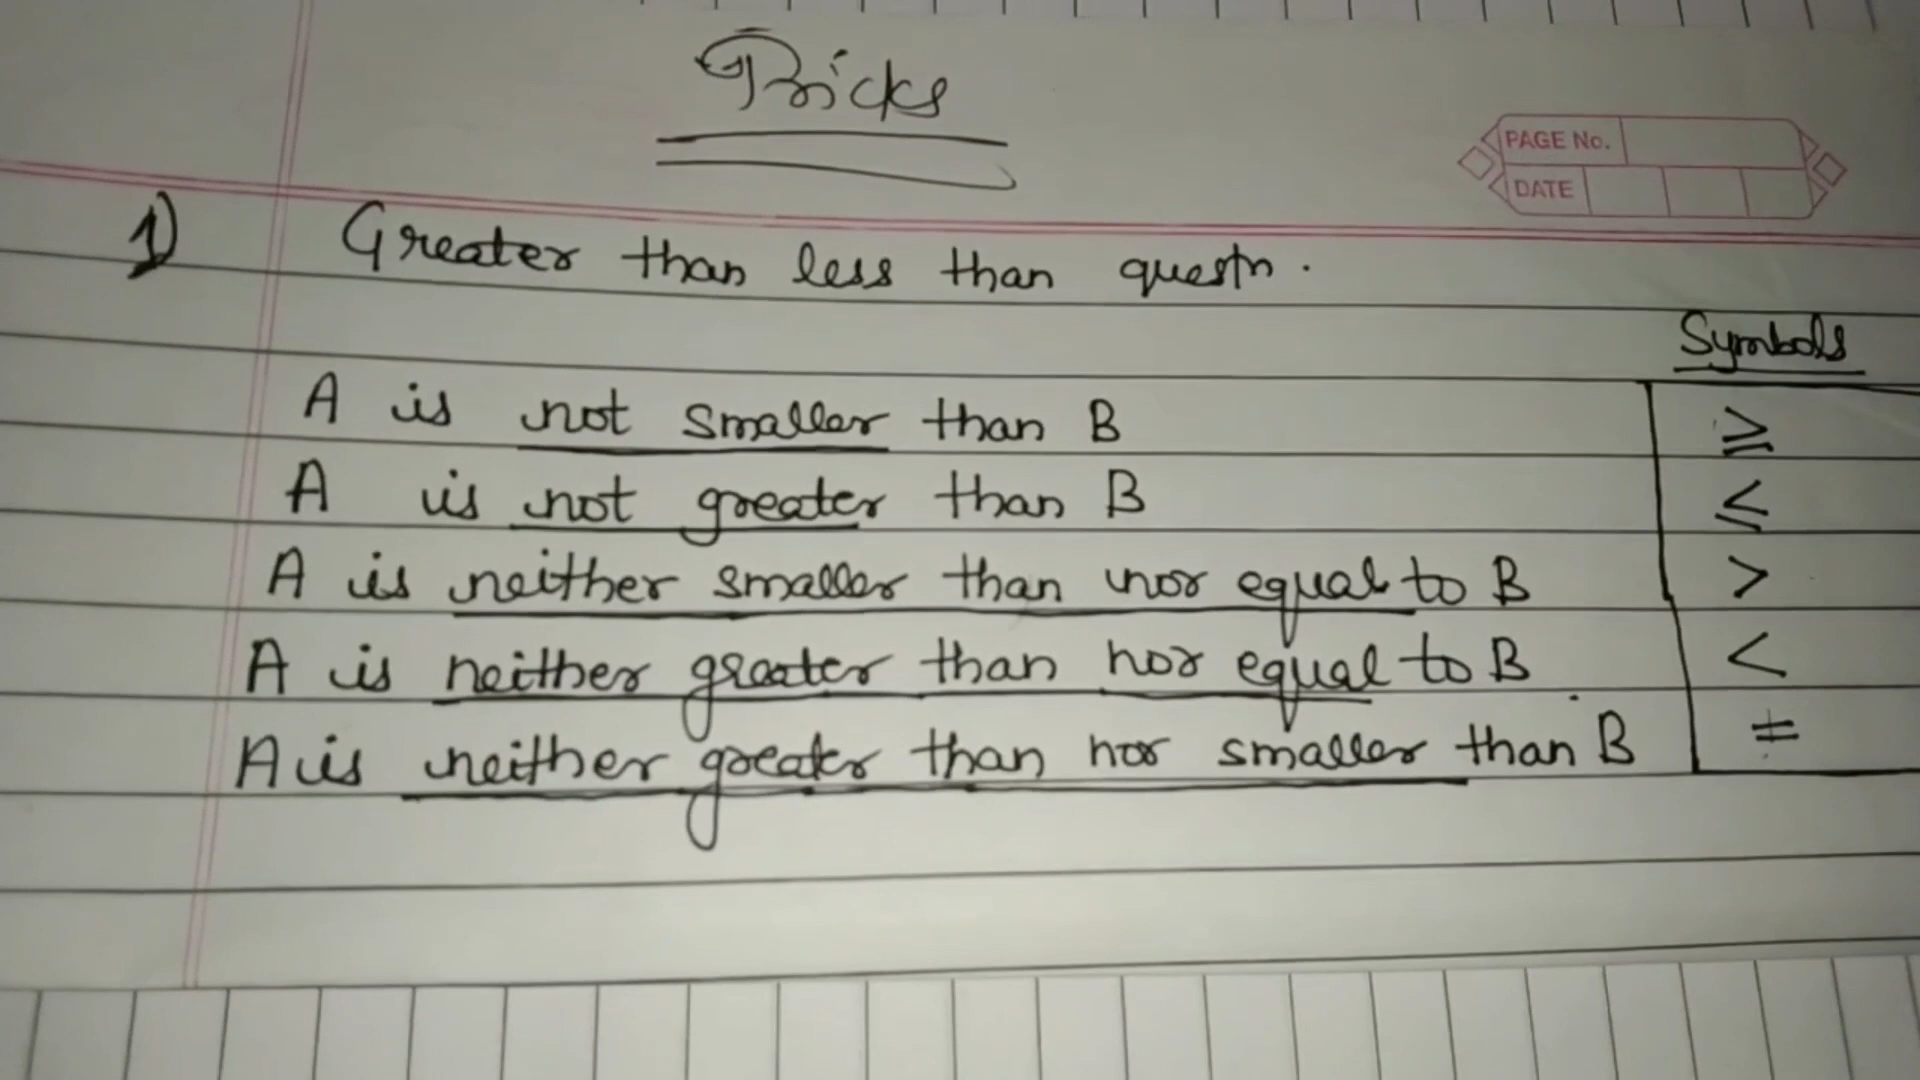 Tricks
PAGE No.
DATE
1) Greater than less than questn.
Symbols
A is not smaller than B ≥
A is not greater than B ≤
A is neither smaller than nor equal to B >
A is neither greater than nor equal to B <
A is neither greater than nor smaller than B =